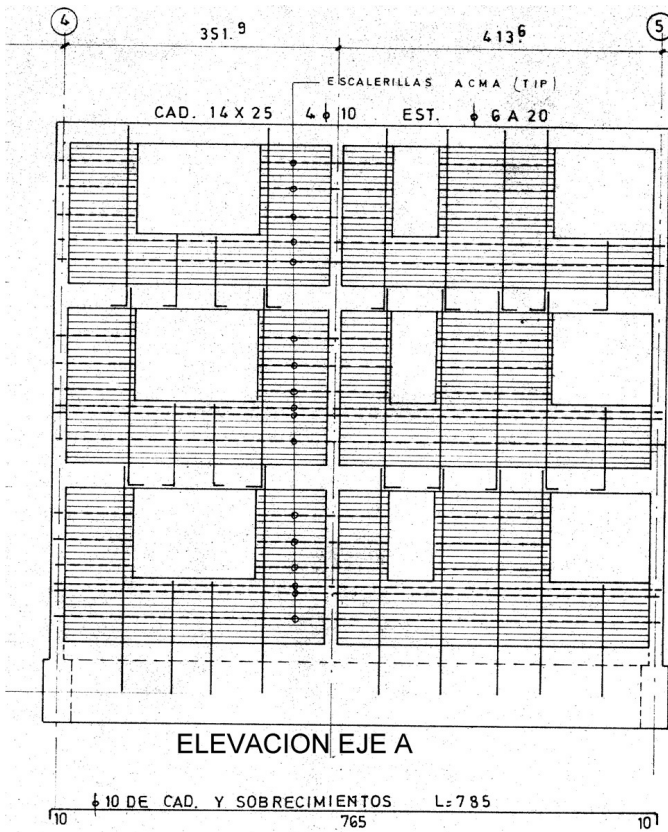 4 351.9 413.6 5
ESCALERILLAS ACMA (TIP)
CAD. 14 X 25 4 ϕ 10 EST. ϕ 6 A 20
ELEVACION EJE A
ϕ 10 DE CAD. Y SOBRECIMIENTOS L=785
10 765 10